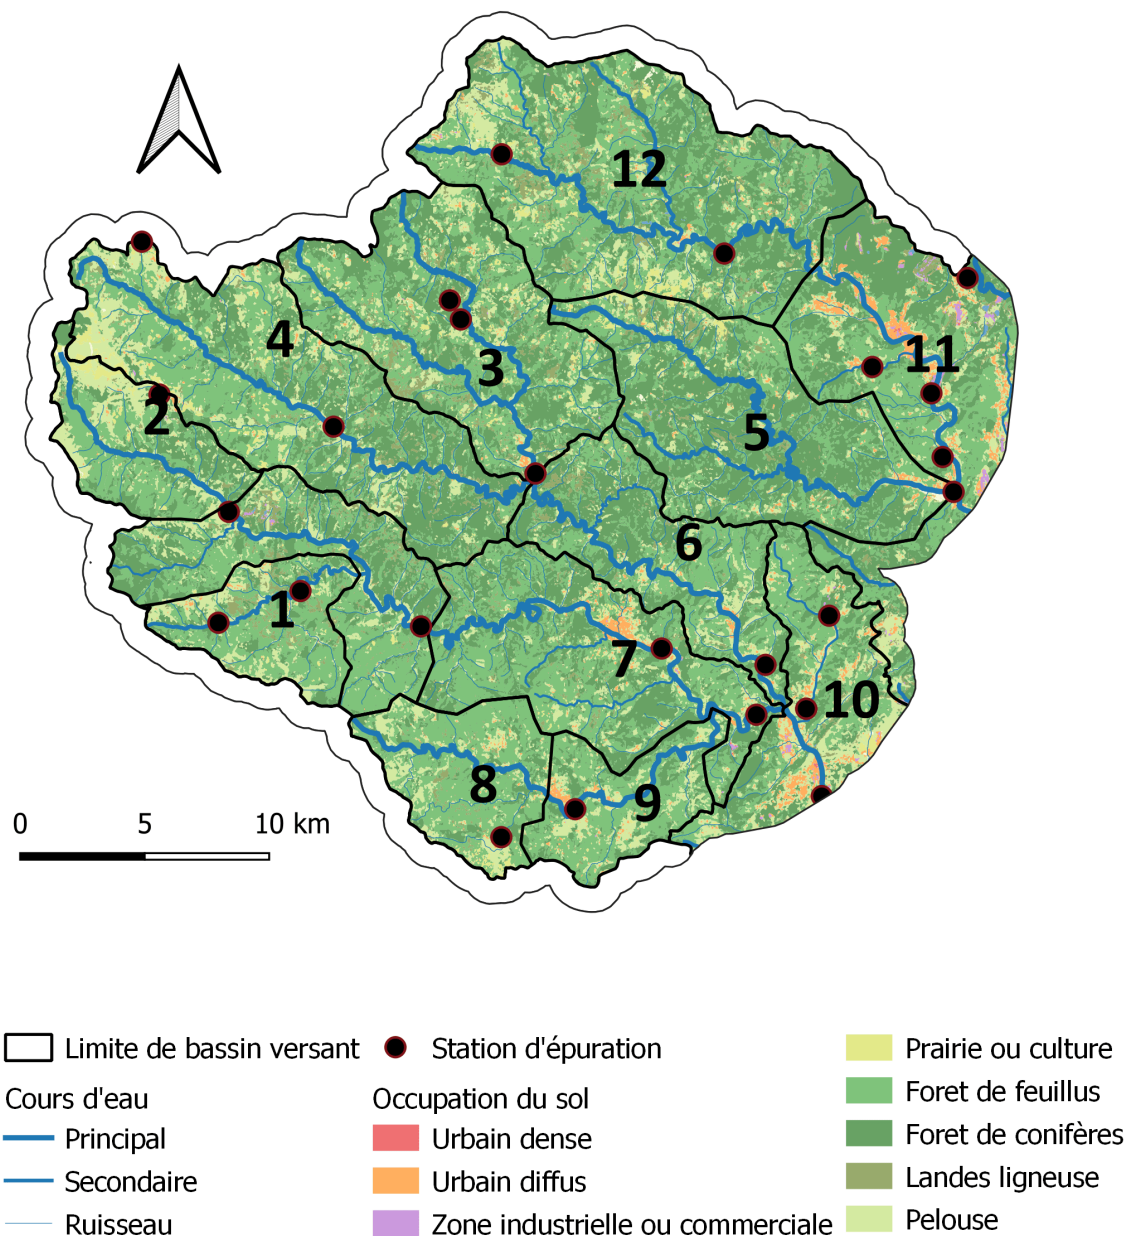 12
4
3
11
2
5
6
1
7
10
8
9
0 5 10 km
Limite de bassin versant
Station d'épuration
Prairie ou culture
Cours d'eau
Occupation du sol
Foret de feuillus
Principal
Urbain dense
Foret de conifères
Secondaire
Urbain diffus
Landes ligneuse
Ruisseau
Zone industrielle ou commerciale
Pelouse